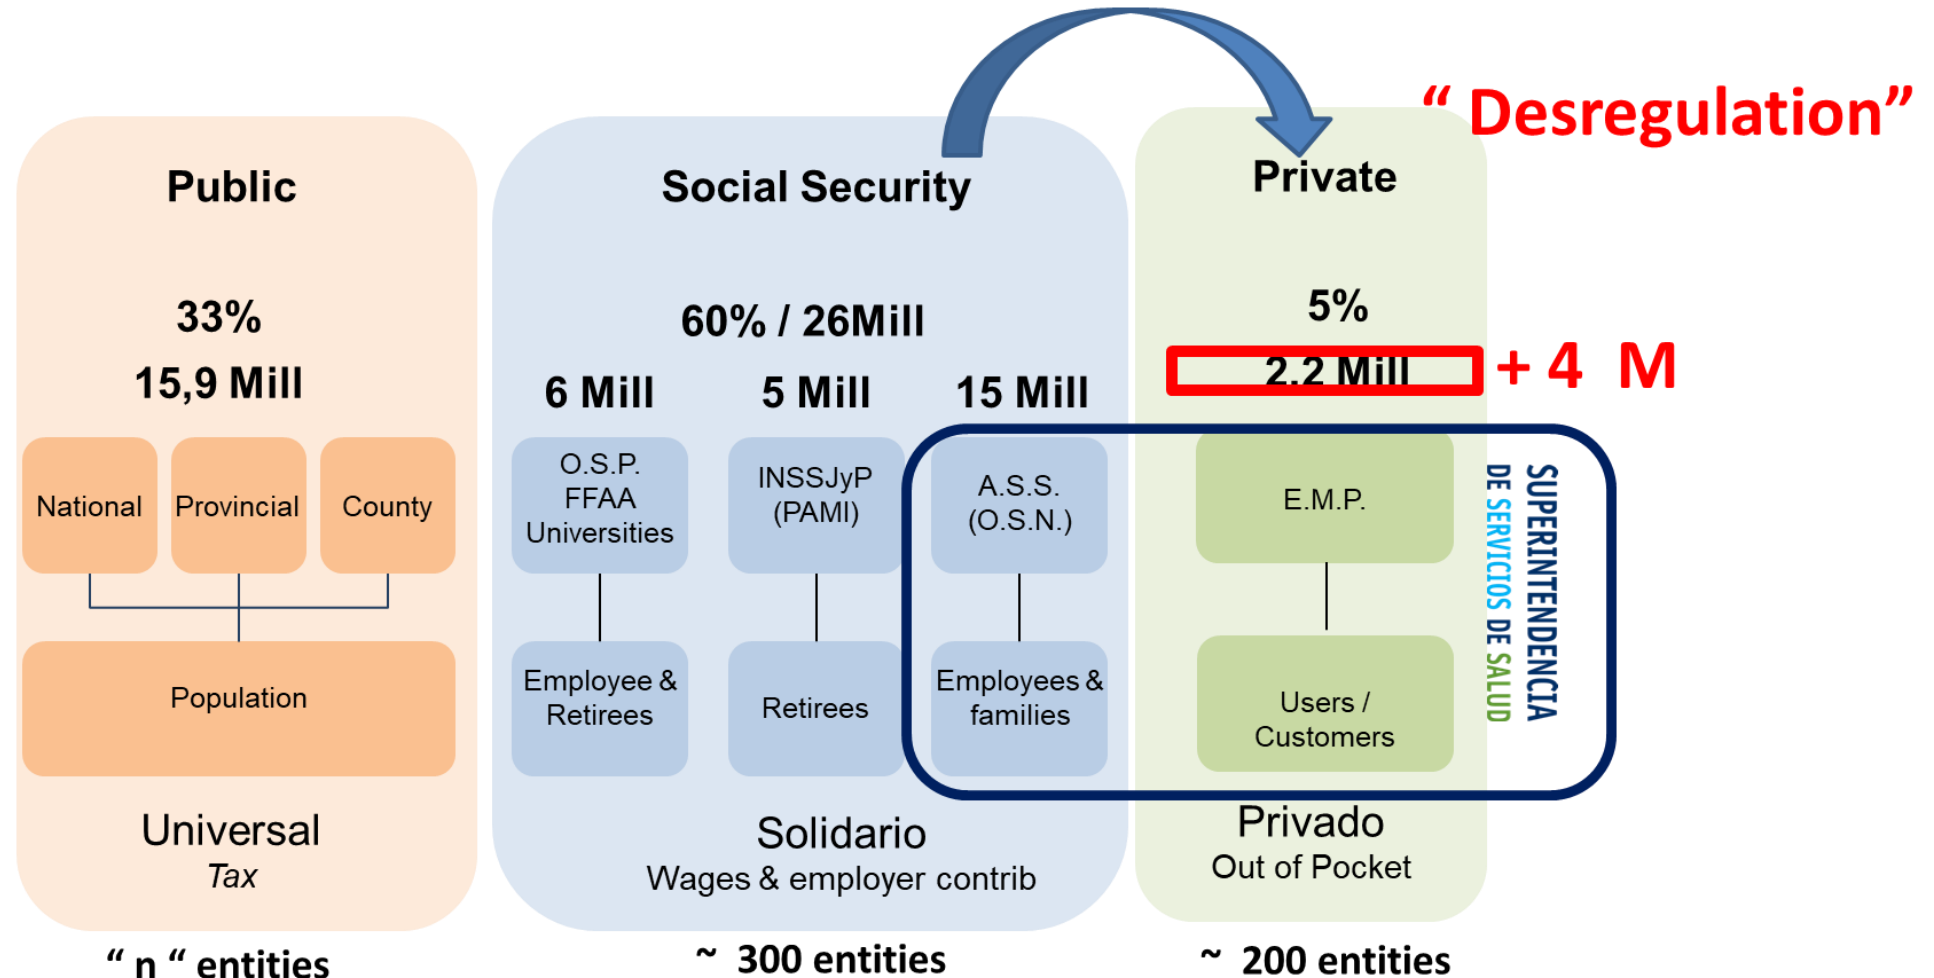 “ Desregulation”
Public
33%
15,9 Mill
National
Provincial
County
Population
Universal
Tax
“ n “ entities
Social Security
60% / 26Mill
6 Mill
5 Mill
15 Mill
O.S.P.
FFAA
Universities
INSSJyP
(PAMI)
A.S.S.
(O.S.N.)
Employee &
Retirees
Retirees
Employees &
families
Solidario
Wages & employer contrib
~ 300 entities
Private
5%
2.2 Mill
+ 4 M
E.M.P.
Users /
Customers
SUPERINTENDENCIA
DE SERVICIOS DE SALUD
Privado
Out of Pocket
~ 200 entities